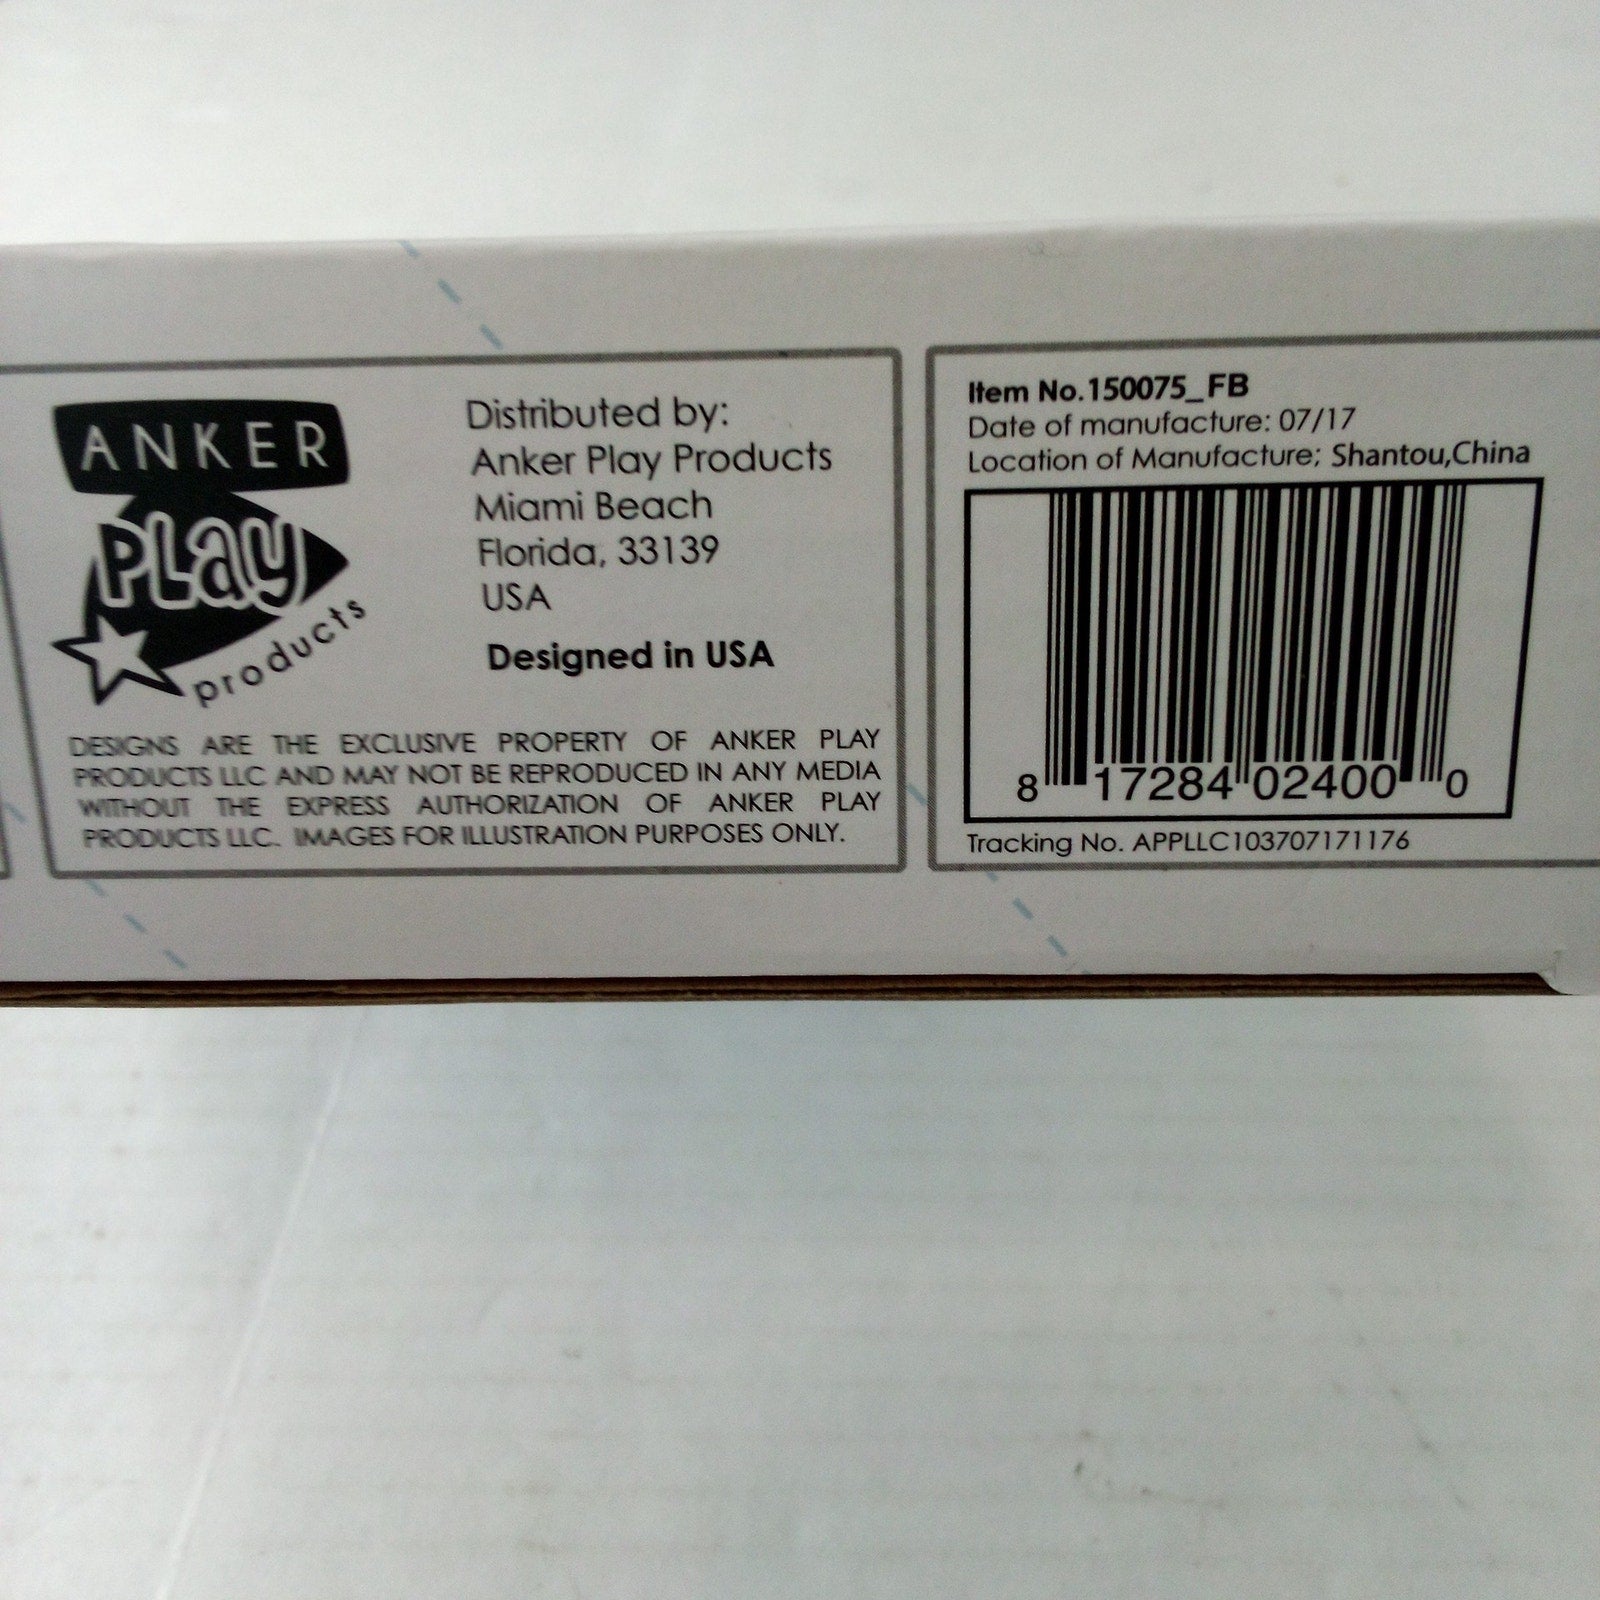 ANKER
PLay
products
Distributed by:
Anker Play Products
Miami Beach
Florida, 33139
USA
Designed in USA
DESIGNS ARE THE EXCLUSIVE PROPERTY OF ANKER PLAY
PRODUCTS LLC AND MAY NOT BE REPRODUCED IN ANY MEDIA
WITHOUT THE EXPRESS AUTHORIZATION OF ANKER PLAY
PRODUCTS LLC. IMAGES FOR ILLUSTRATION PURPOSES ONLY.
Item No.150075_FB
Date of manufacture: 07/17
Location of Manufacture; Shantou,China
8 17284 02400 0
Tracking No. APPLLC103707171176